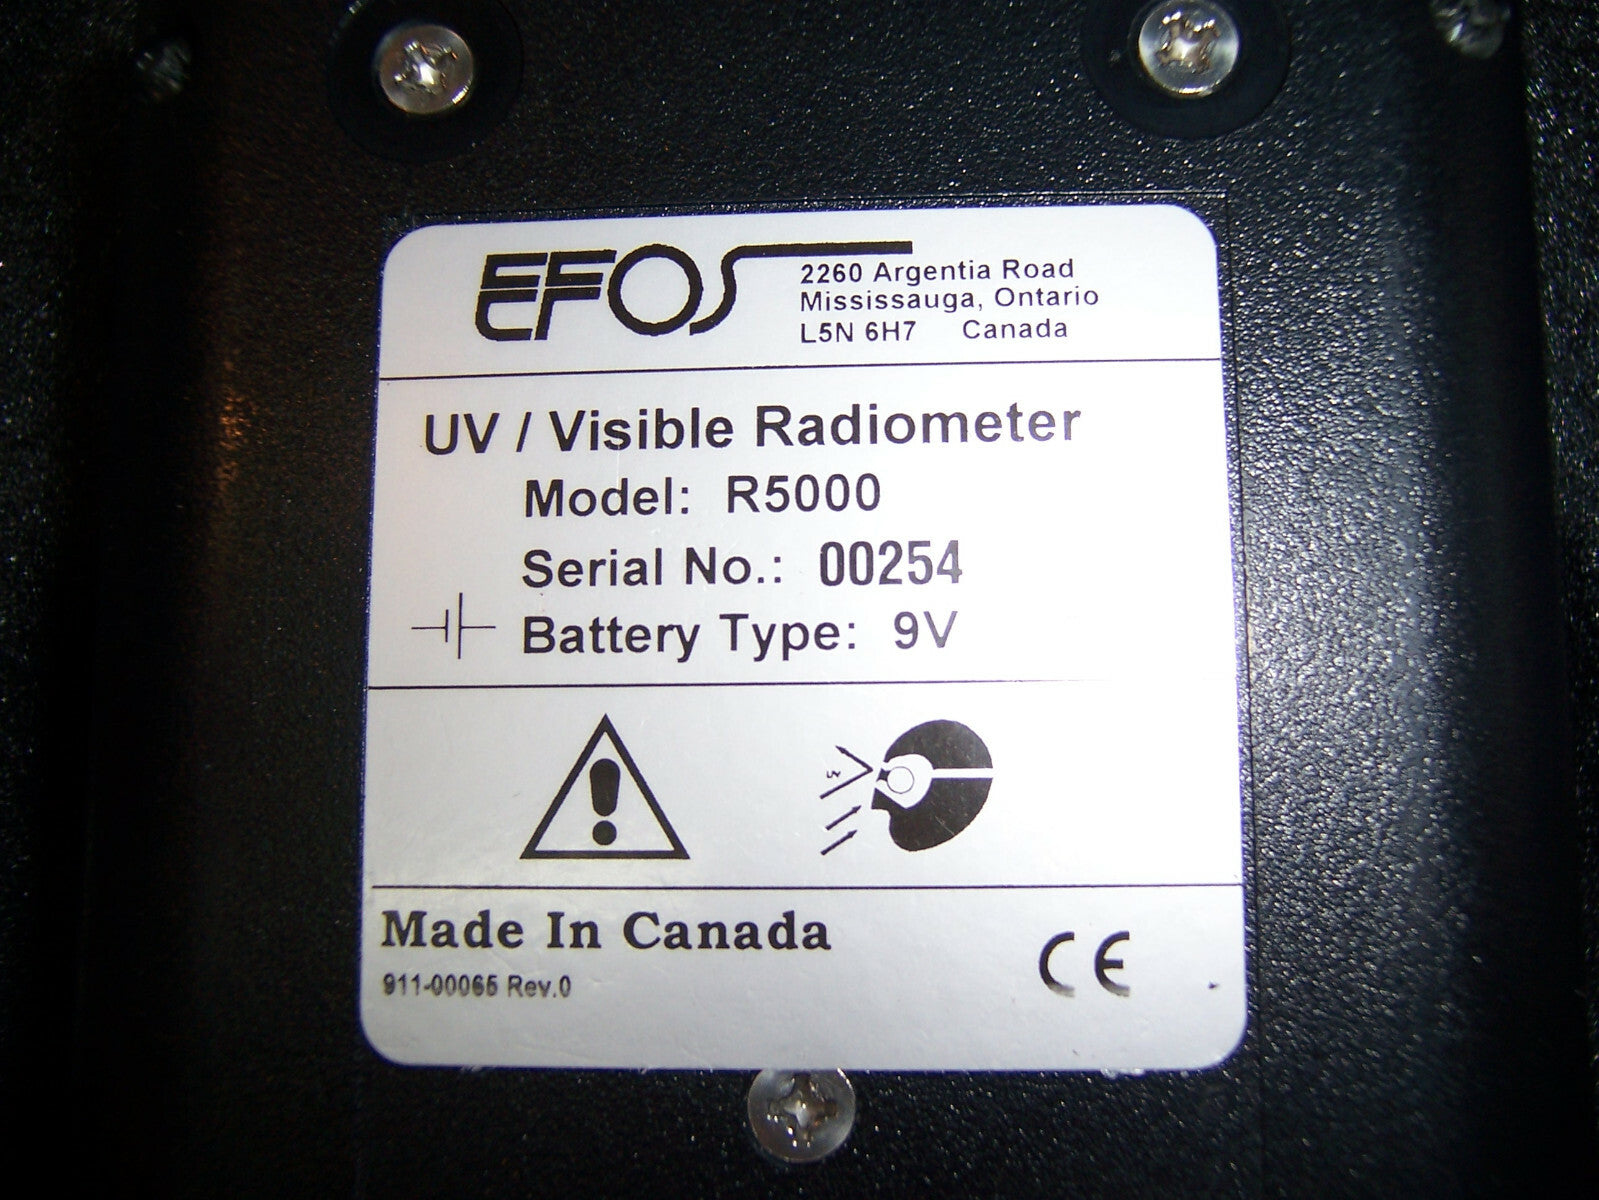 EFOS
2260 Argentia Road
Mississauga, Ontario
L5N 6H7 Canada
UV / Visible Radiometer
Model: R5000
Serial No.: 00254
Battery Type: 9V
UV
Made In Canada
911-00065 Rev.0
CE